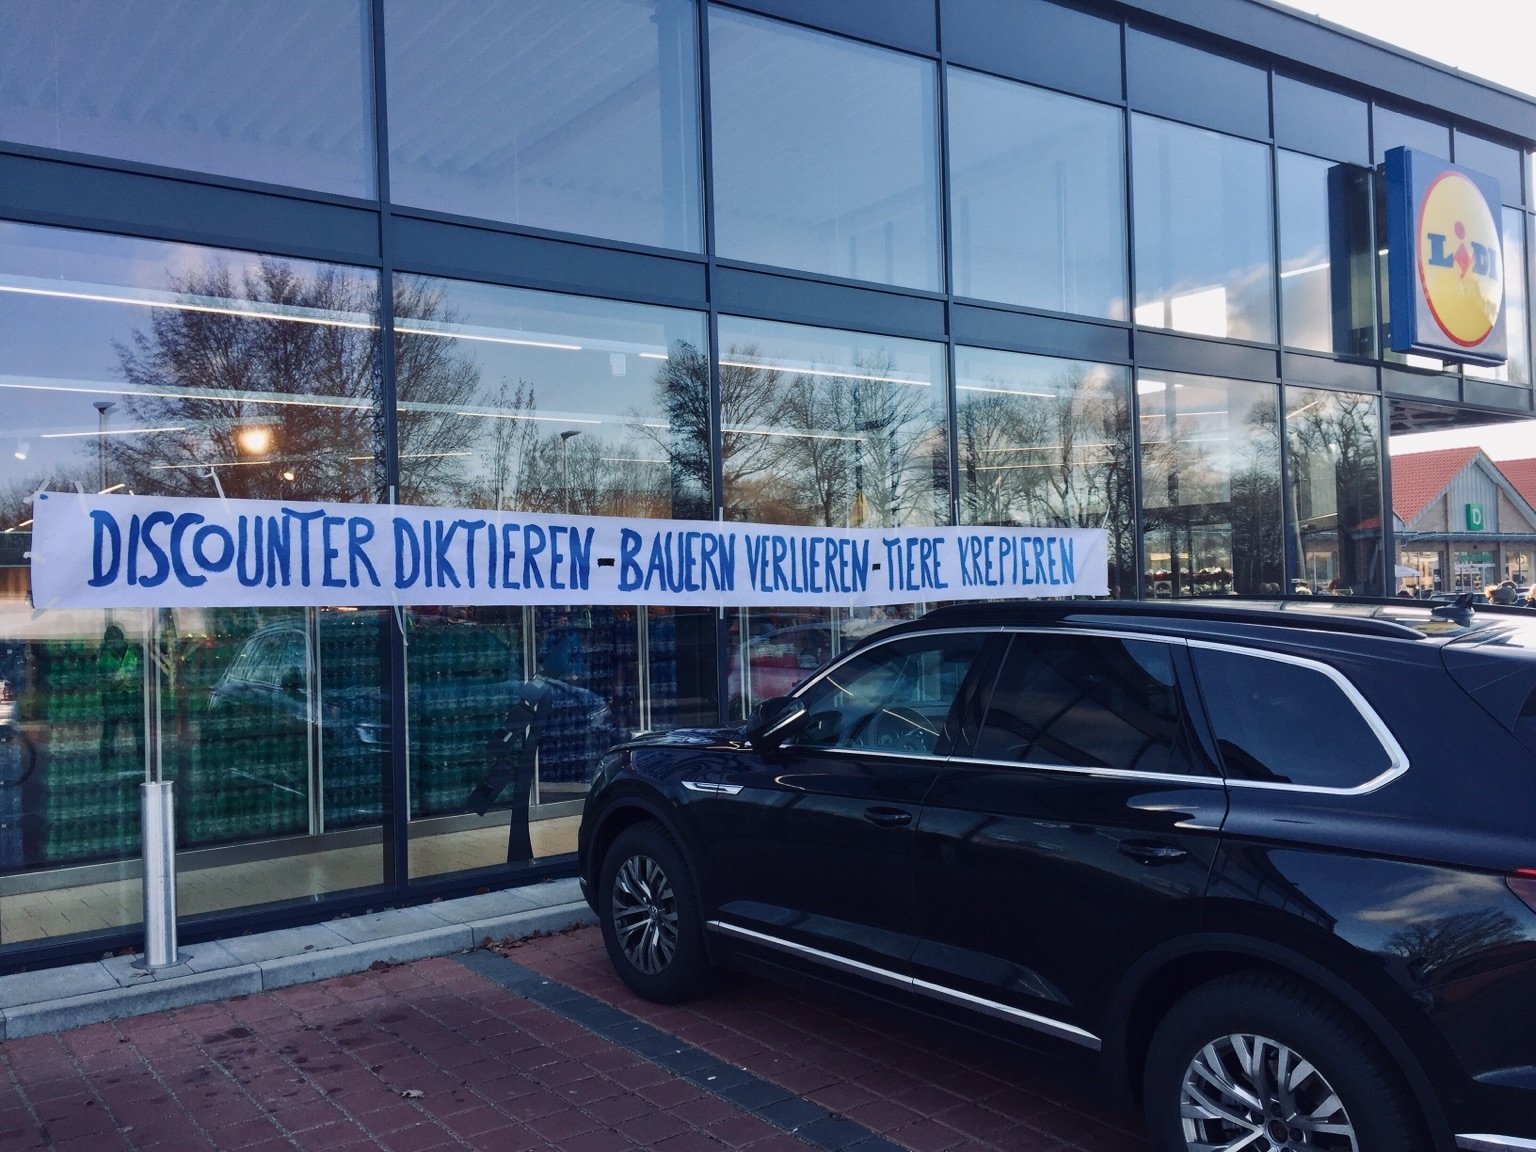 DISCOUNTER DIKTIEREN-BAUERN VERLIEREN-TIERE KREPIEREN
LIDL
D